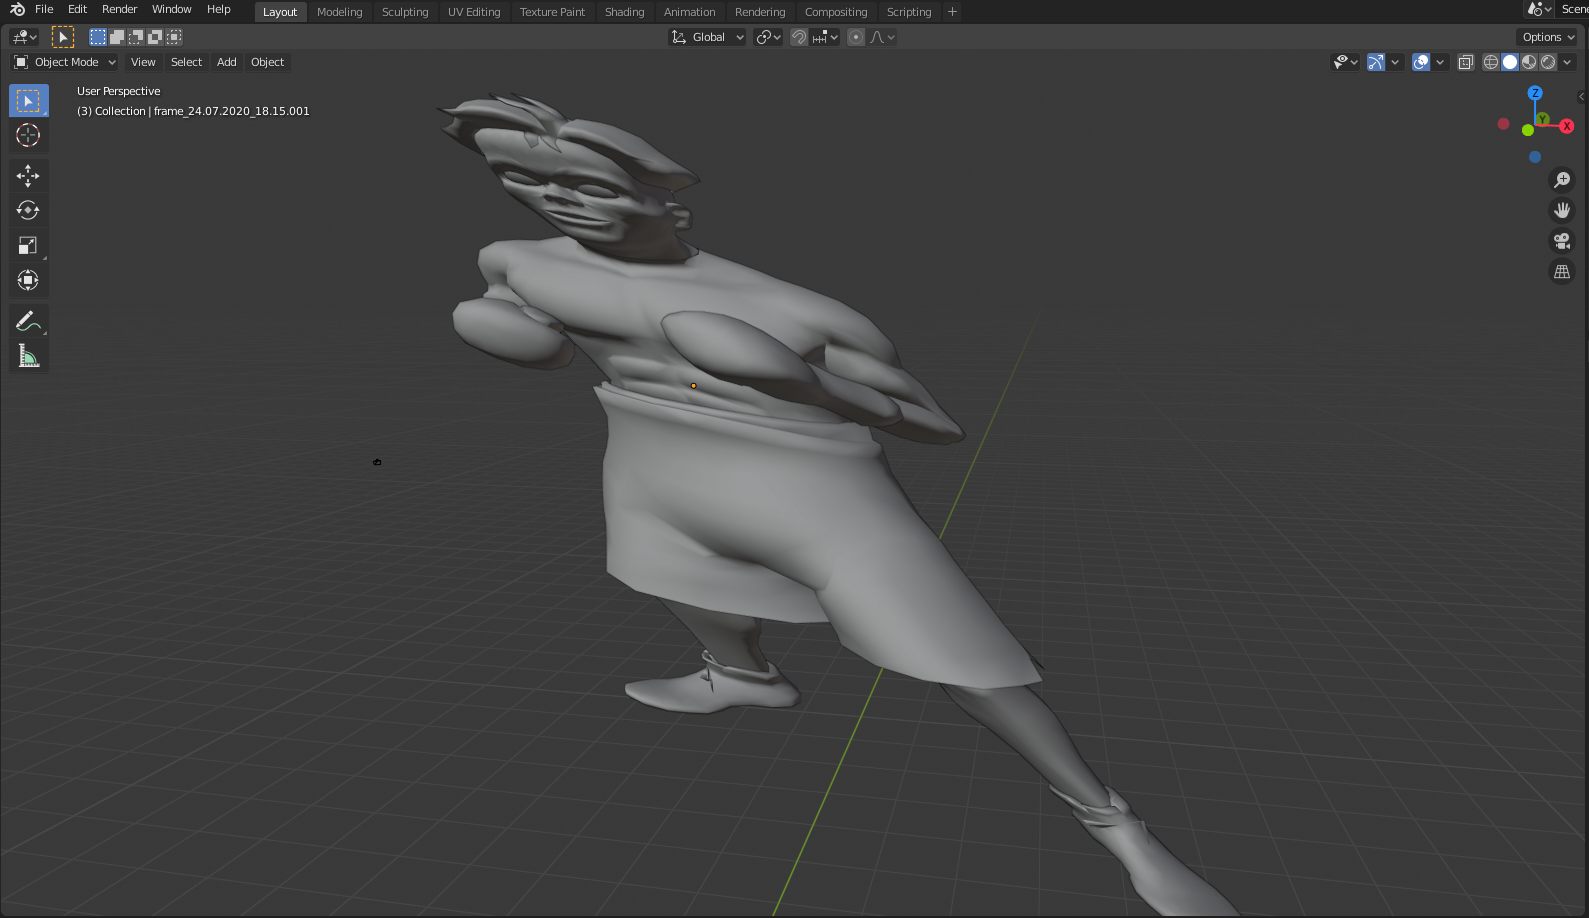 File Edit Render Window Help Layout Modeling Sculpting UV Editing Texture Paint Shading Animation Rendering Compositing Scripting + Scene
Global Options
Object Mode View Select Add Object
User Perspective
(3) Collection | frame_24.07.2020_18.15.001
Z
Y
X